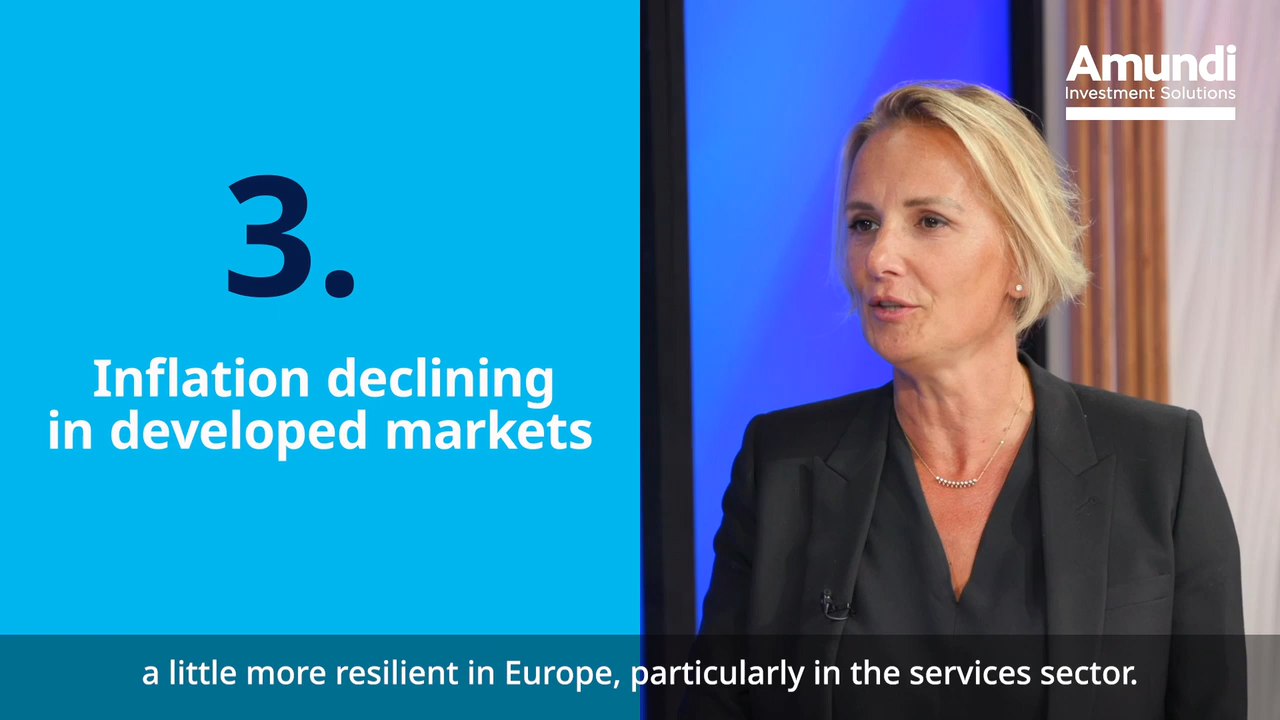 3.
Inflation declining
in developed markets
Amundi
Investment Solutions
a little more resilient in Europe, particularly in the services sector.